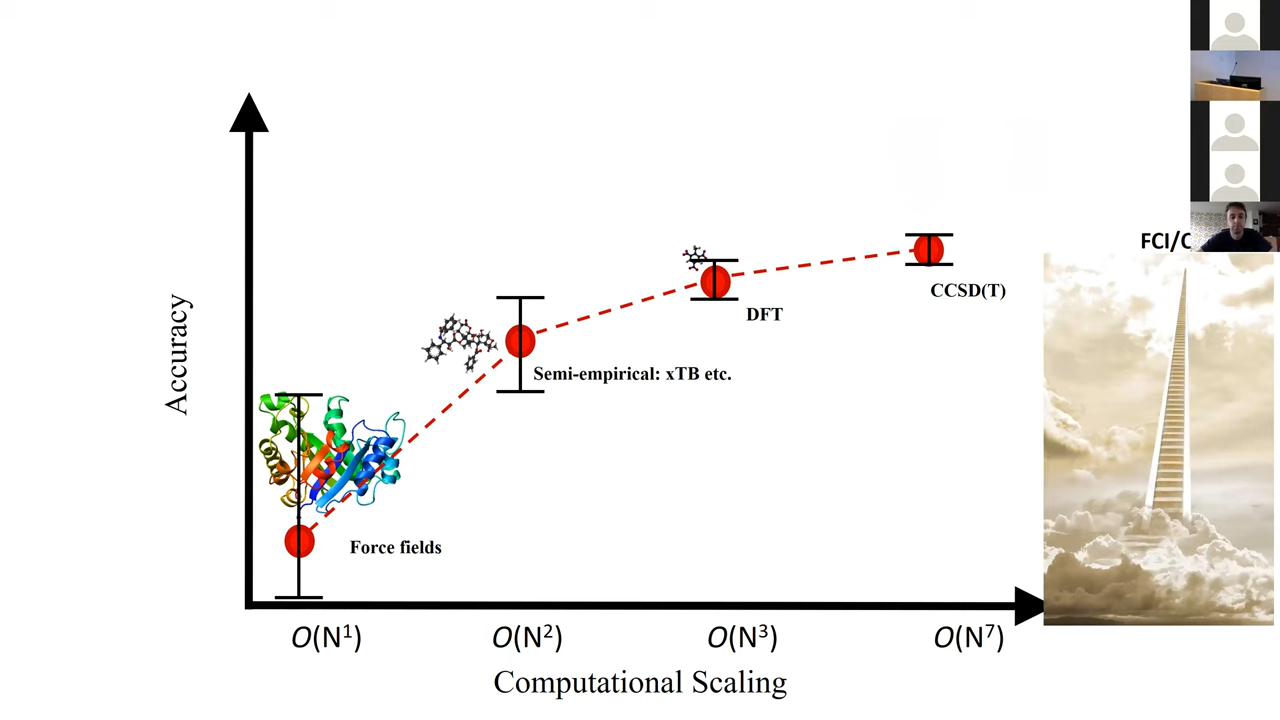 FCI/C
CCSD(T)
DFT
Semi-empirical: xTB etc.
Force fields
Accuracy
O(N¹)
O(N²)
O(N³)
O(N⁷)
Computational Scaling